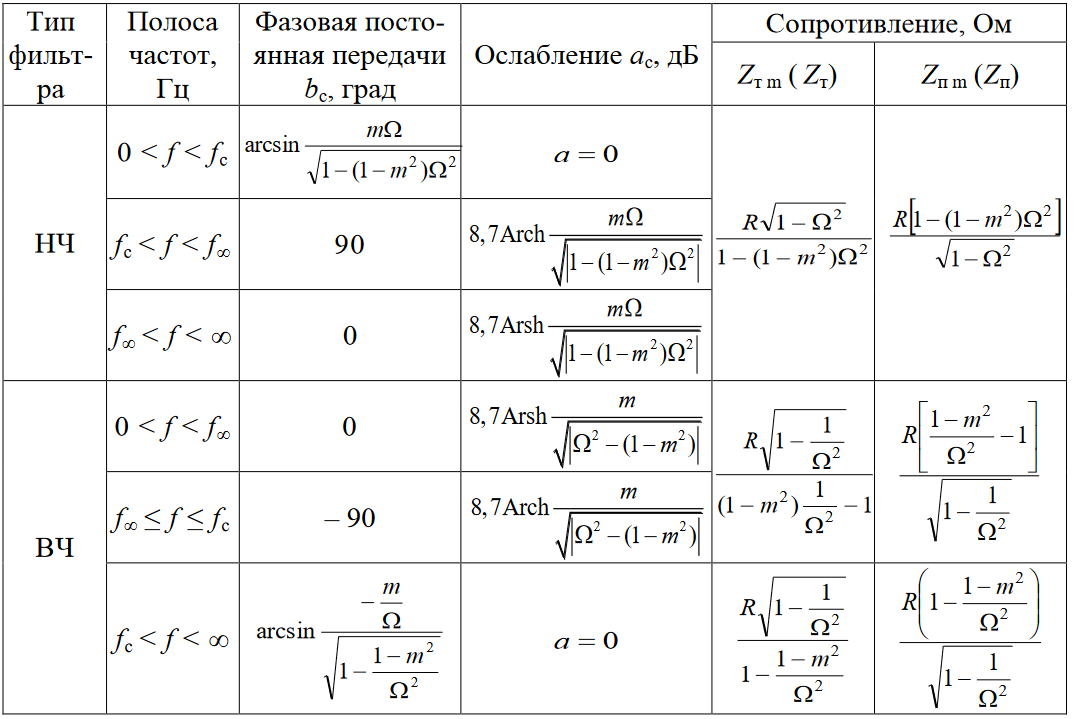 Тип фильт-ра | Полоса частот, Гц | Фазовая посто-янная передачи b_с, град | Ослабление a_с, дБ | Сопротивление, Ом
Z_т m (Z_т) | Z_п m (Z_п)
НЧ | 0 < f < f_с | arcsin mΩ / √(1−(1−m²)Ω²) | a = 0 | R√(1−Ω²) / (1−(1−m²)Ω²) | R[1−(1−m²)Ω²] / √(1−Ω²)
f_с < f < f_∞ | 90 | 8,7Arch mΩ / √|1−(1−m²)Ω²|
f_∞ < f < ∞ | 0 | 8,7Arsh mΩ / √|1−(1−m²)Ω²|
ВЧ | 0 < f < f_∞ | 0 | 8,7Arsh m / √|Ω²−(1−m²)| | R√(1−1/Ω²) / ((1−m²)1/Ω²−1) | R[(1−m²)/Ω²−1] / √(1−1/Ω²)
f_∞ ≤ f ≤ f_с | – 90 | 8,7Arch m / √|Ω²−(1−m²)|
f_с < f < ∞ | arcsin (−m/Ω) / √(1−(1−m²)/Ω²) | a = 0 | R√(1−1/Ω²) / (1−(1−m²)/Ω²) | R(1−(1−m²)/Ω²) / √(1−1/Ω²)